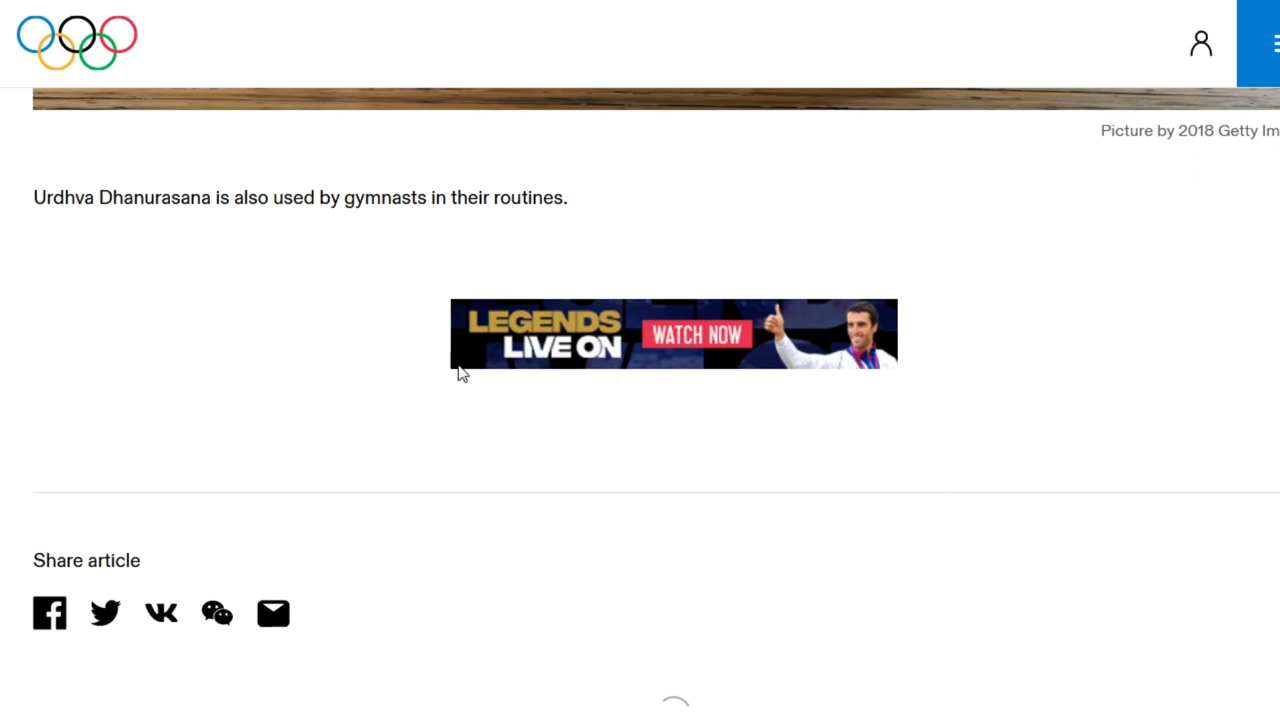 Picture by 2018 Getty Im
Urdhva Dhanurasana is also used by gymnasts in their routines.
LEGENDS
LIVE ON
WATCH NOW
Share article